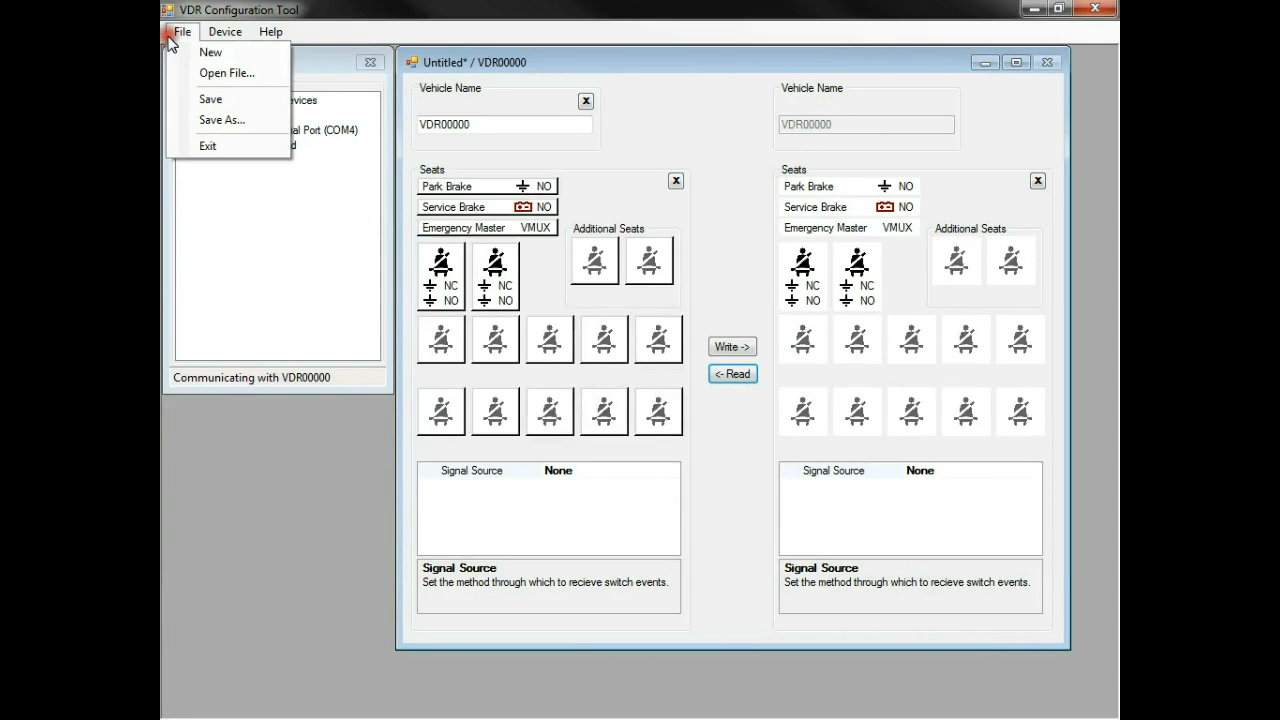 VDR Configuration Tool
File Device Help
New
Open File...
Save
Save As...
Exit
vices
al Port (COM4)
d
Communicating with VDR00000
Untitled* / VDR00000
Vehicle Name
X
VDR00000
Seats
X
Park Brake NO
Service Brake NO
Emergency Master VMUX
Additional Seats
NC NC
NO NO
Signal Source None
Signal Source
Set the method through which to recieve switch events.
Write ->
<- Read
Vehicle Name
VDR00000
Seats
X
Park Brake NO
Service Brake NO
Emergency Master VMUX
Additional Seats
NC NC
NO NO
Signal Source None
Signal Source
Set the method through which to recieve switch events.